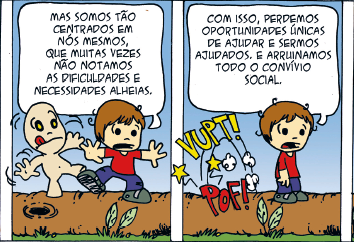 MAS SOMOS TÃO
CENTRADOS EM
NÓS MESMOS,
QUE MUITAS VEZES
NÃO NOTAMOS
AS DIFICULDADES E
NECESSIDADES ALHEIAS.
COM ISSO, PERDEMOS
OPORTUNIDADES ÚNICAS
DE AJUDAR E SERMOS
AJUDADOS. E ARRUINAMOS
TODO O CONVÍVIO
SOCIAL.
VUPT!
POF!